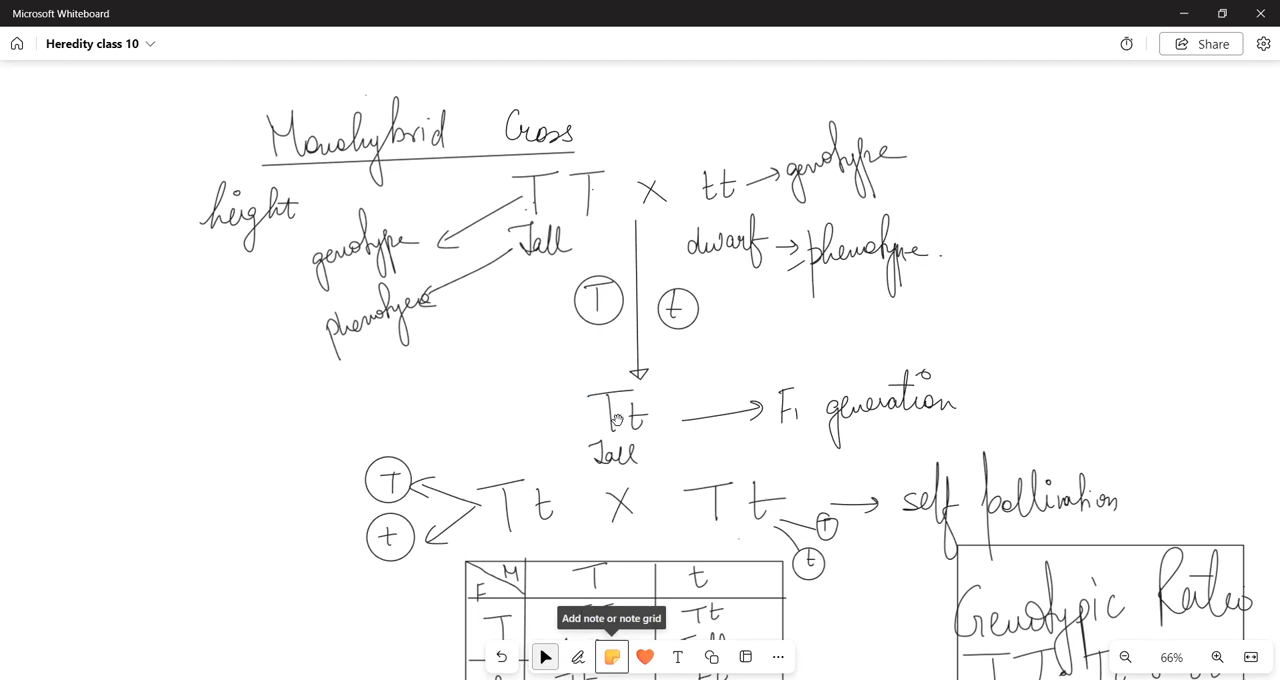 Microsoft Whiteboard
Heredity class 10
Share
Monohybrid Cross
height
TT × tt → genotype
genotype
Tall
dwarf → phenotype.
phenotype
T t
Tt → F1 generation
Tall
T
t
Tt × Tt → self pollination
T
t
M
F
T t
T
Tt
Genotypic Ratio
Add note or note grid
66%